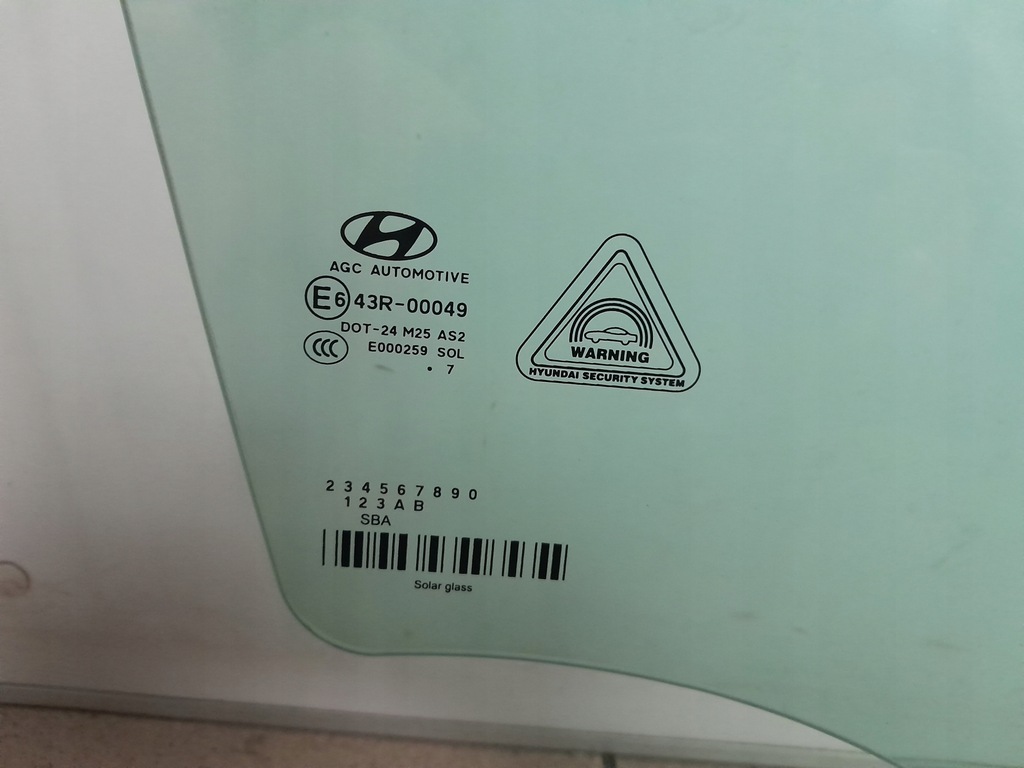 AGC AUTOMOTIVE
E6 43R-00049
DOT-24 M25 AS2
CCC E000259 SOL
. 7
WARNING
HYUNDAI SECURITY SYSTEM
2 3 4 5 6 7 8 9 0
1 2 3 A B
SBA
Solar glass